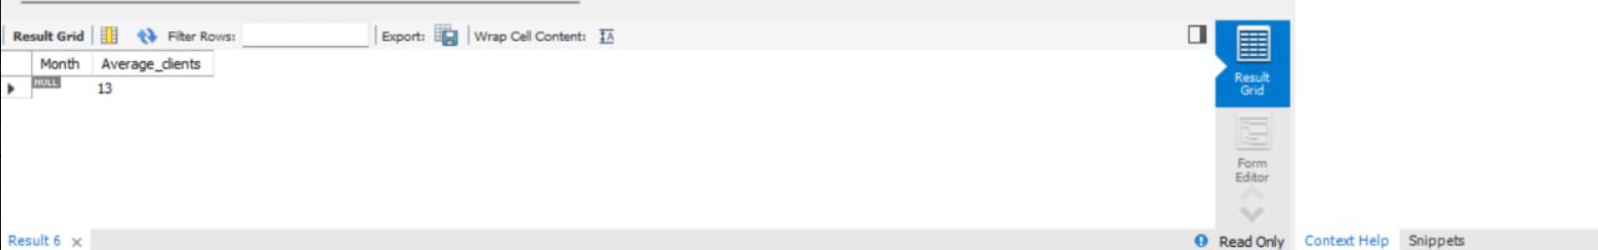 Result Grid Filter Rows: Export: Wrap Cell Content: IA
Month Average_clients
NULL 13
Result
Grid
Form
Editor
Result 6 × Read Only Context Help Snippets